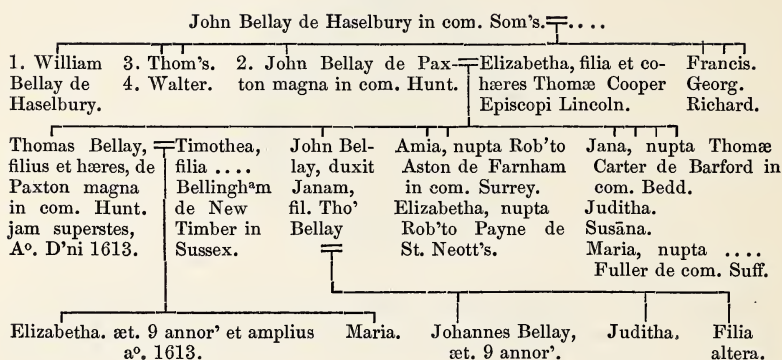 John Bellay de Haselbury in com. Som's. = ....
1. William
Bellay de
Haselbury.
3. Thom's.
4. Walter.
2. John Bellay de Pax-
ton magna in com. Hunt.
= Elizabetha, filia et co-
hæres Thomæ Cooper
Episcopi Lincoln.
Francis.
Georg.
Richard.
Thomas Bellay,
filius et hæres, de
Paxton magna
in com. Hunt.
jam superstes,
Aº. D'ni 1613.
= Timothea,
filia ....
Bellinghᵃm
de New
Timber in
Sussex.
John Bel-
lay, duxit
Janam,
fil. Tho'
Bellay
=
Amia, nupta Rob'to
Aston de Farnham
in com. Surrey.
Elizabetha, nupta
Rob'to Payne de
St. Neott's.
Jana, nupta Thomæ
Carter de Barford in
com. Bedd.
Juditha.
Susāna.
Maria, nupta ....
Fuller de com. Suff.
Elizabetha. æt. 9 annor' et amplius
aº. 1613.
Maria.
Johannes Bellay,
æt. 9 annor'.
Juditha.
Filia
altera.